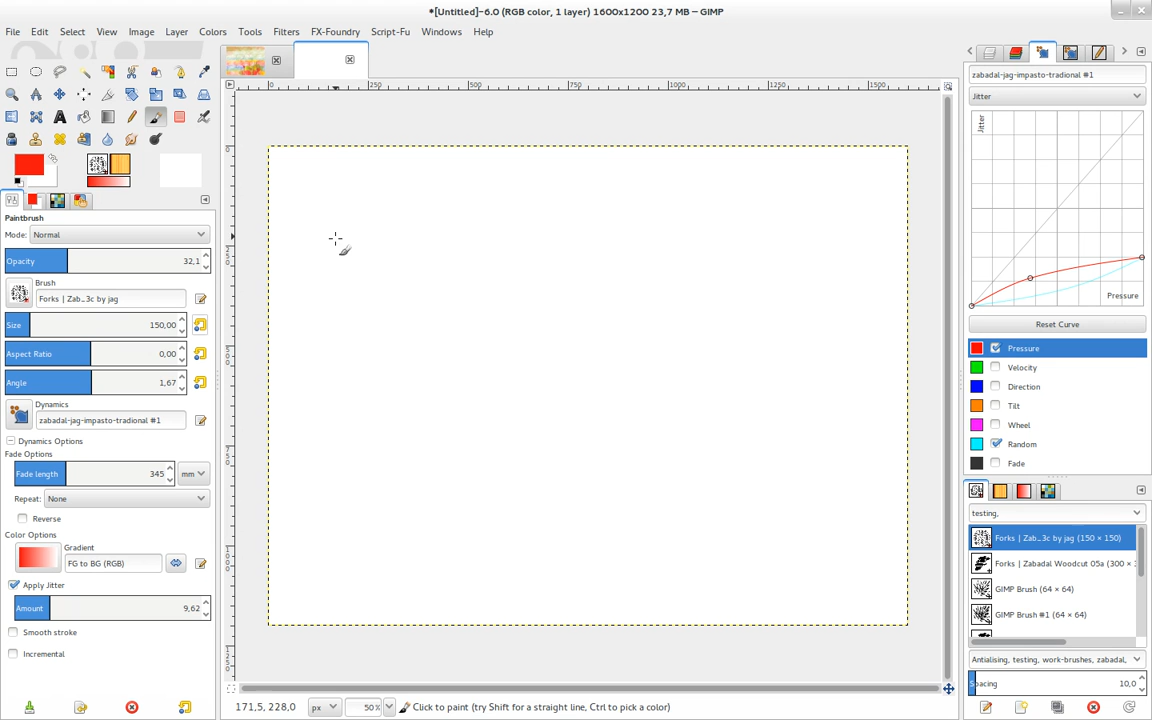 *[Untitled]-6.0 (RGB color, 1 layer) 1600x1200 23,7 MB – GIMP
File Edit Select View Image Layer Colors Tools Filters FX-Foundry Script-Fu Windows Help
0 250 500 750 1000 1250 1500
0
250
500
750
1000
1250
Paintbrush
Mode: Normal
Opacity 32,1
Brush
Forks | Zab_3c by jag
Size 150,00
Aspect Ratio 0,00
Angle 1,67
Dynamics
zabadal-jag-impasto-tradional #1
Dynamics Options
Fade Options
Fade length 345 mm
Repeat: None
Reverse
Color Options
Gradient
FG to BG (RGB)
Apply Jitter
Amount 9,62
Smooth stroke
Incremental
171,5, 228,0 px 50% Click to paint (try Shift for a straight line, Ctrl to pick a color)
zabadal-jag-impasto-tradional #1
Jitter
Jitter
Pressure
Reset Curve
Pressure
Velocity
Direction
Tilt
Wheel
Random
Fade
testing,
Forks | Zab_3c by jag (150 × 150)
Forks | Zabadal Woodcut 05a (300 ×
GIMP Brush (64 × 64)
GIMP Brush #1 (64 × 64)
Antialising, testing, work-brushes, zabadal,
Spacing 10,0